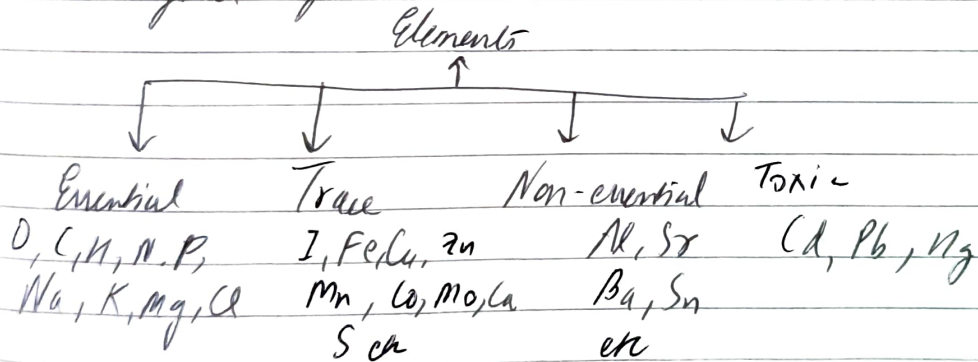 Elements
Essential Trace Non-essential Toxic
O, C, H, N, P, I, Fe, Cu, Zn Al, Sr Cd, Pb, Hg
Na, K, Mg, Cl Mn, Co, Mo, Ca Ba, Sn
S etc etc